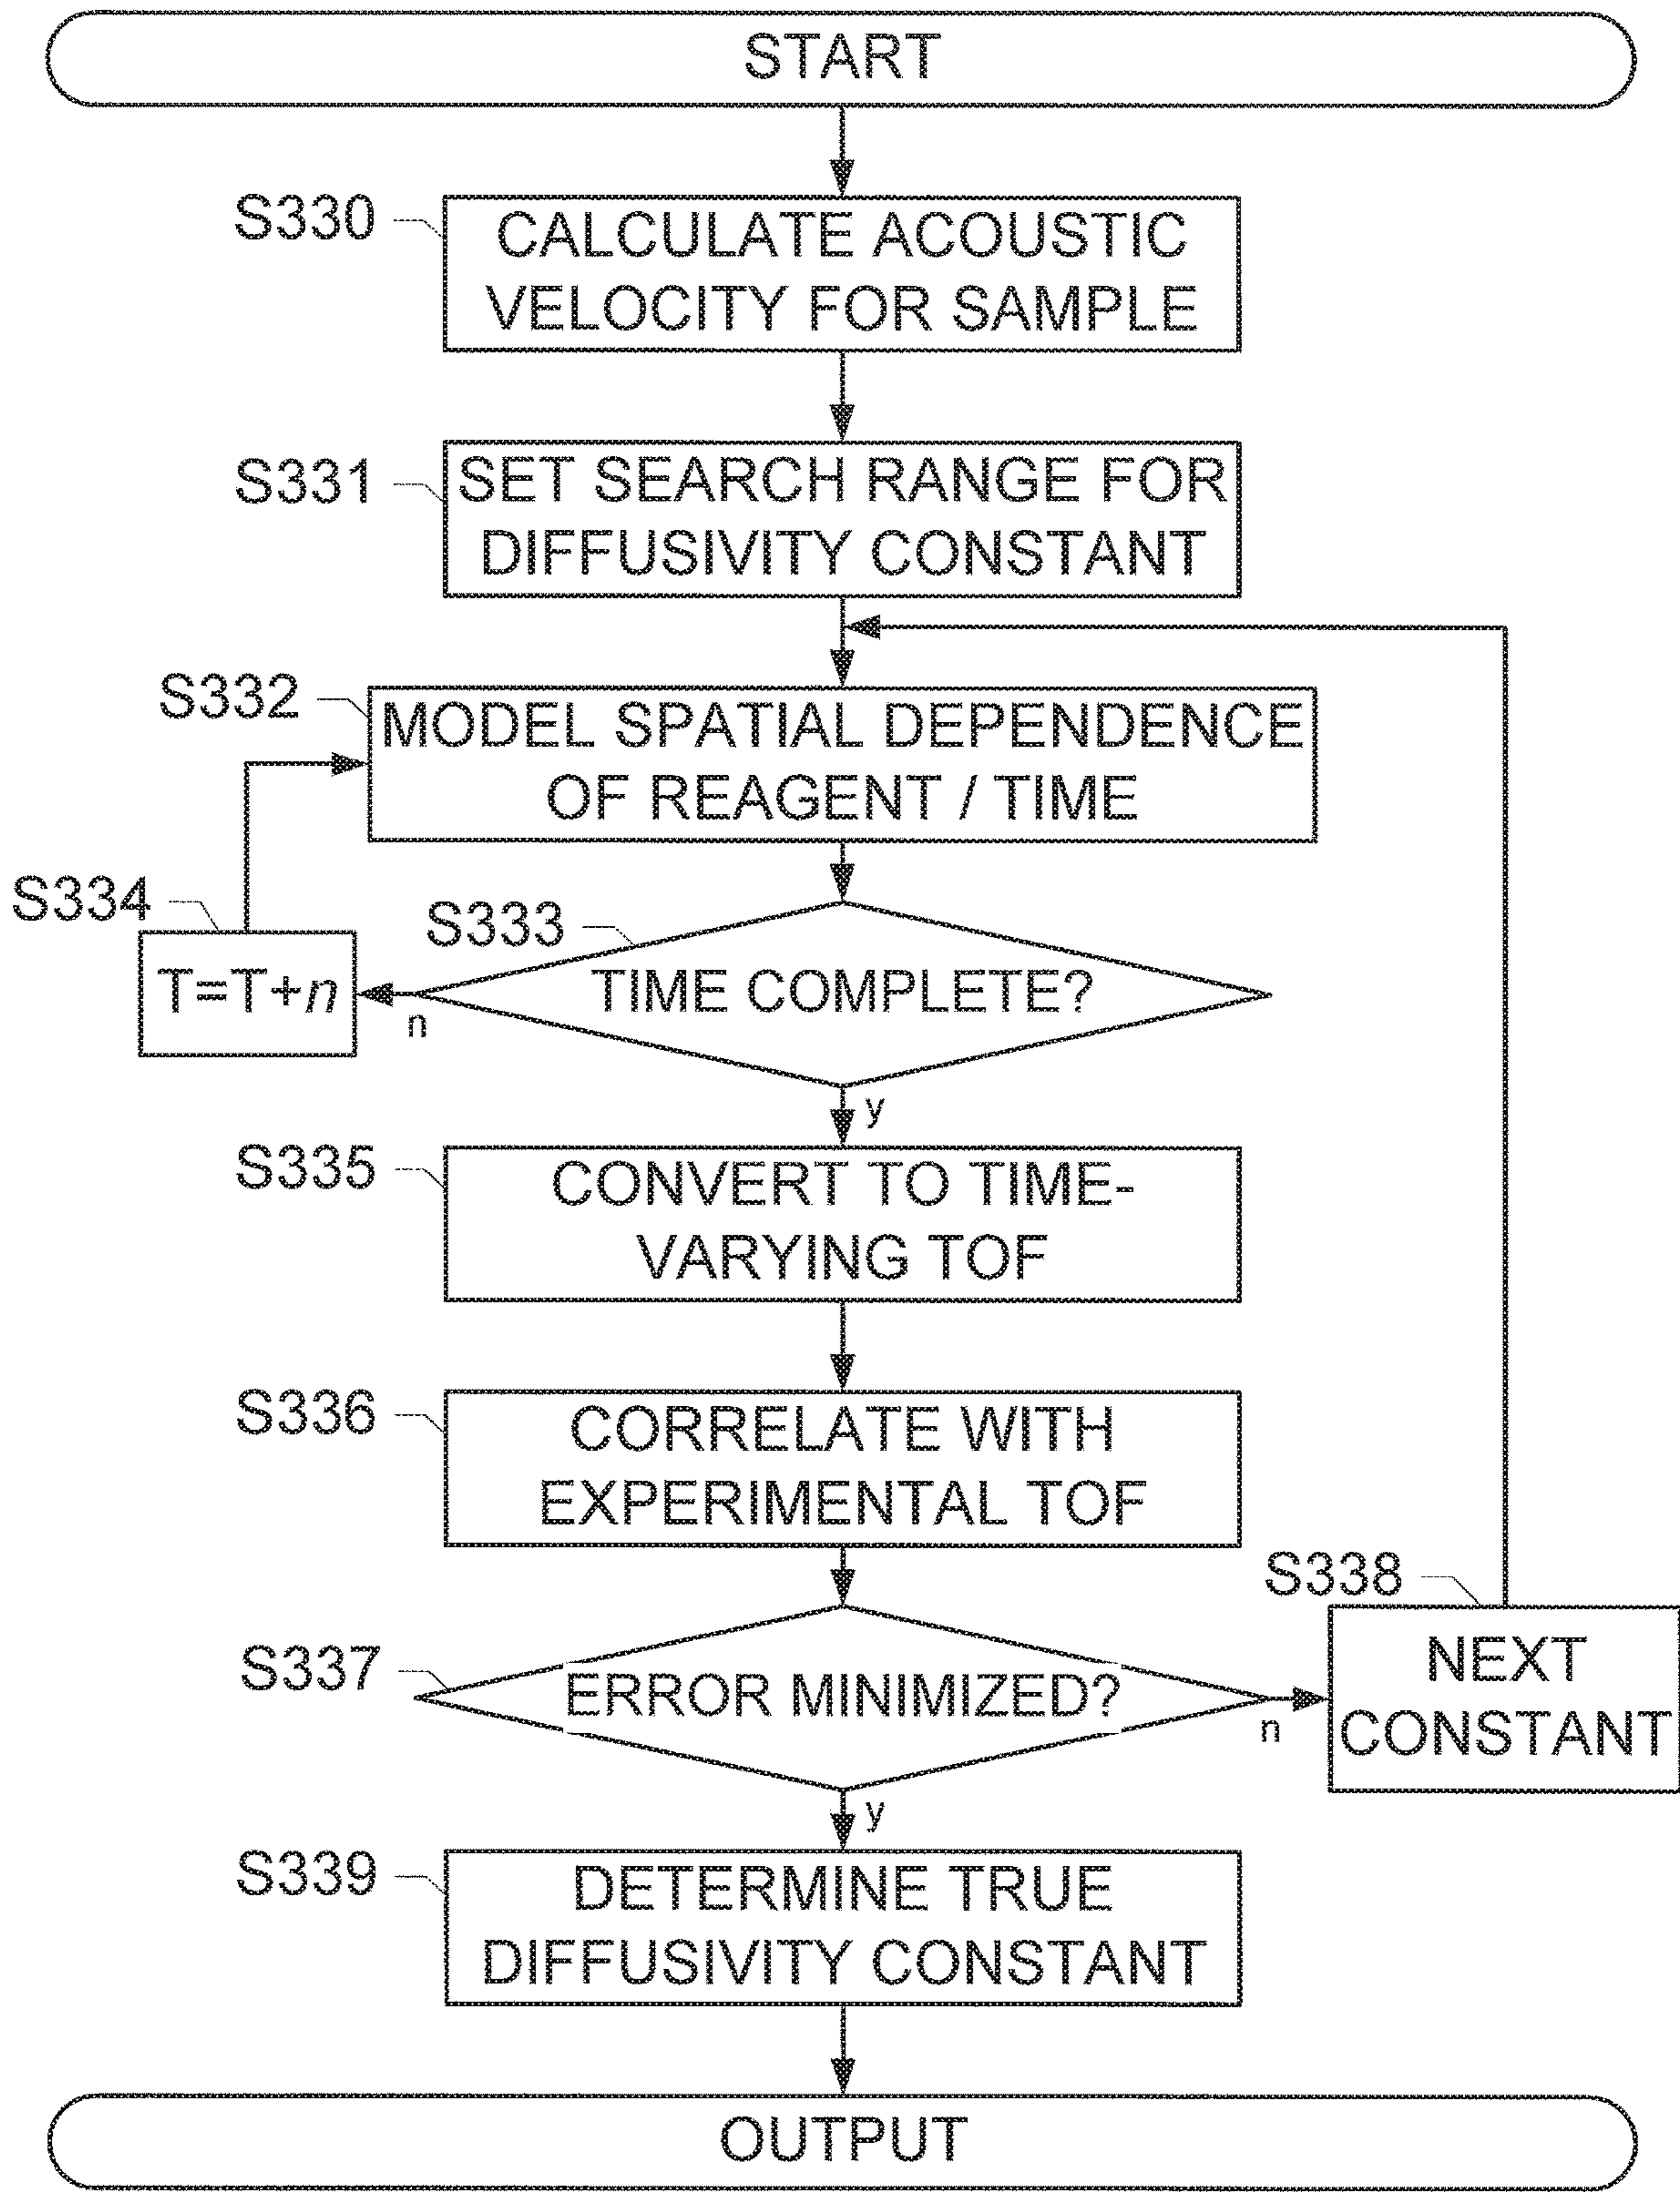 START
S330
CALCULATE ACOUSTIC
VELOCITY FOR SAMPLE
S331
SET SEARCH RANGE FOR
DIFFUSIVITY CONSTANT
S332
MODEL SPATIAL DEPENDENCE
OF REAGENT / TIME
S334
T=T+n
S333
TIME COMPLETE?
n
y
S335
CONVERT TO TIME-
VARYING TOF
S336
CORRELATE WITH
EXPERIMENTAL TOF
S337
ERROR MINIMIZED?
n
S338
NEXT
CONSTANT
y
S339
DETERMINE TRUE
DIFFUSIVITY CONSTANT
OUTPUT